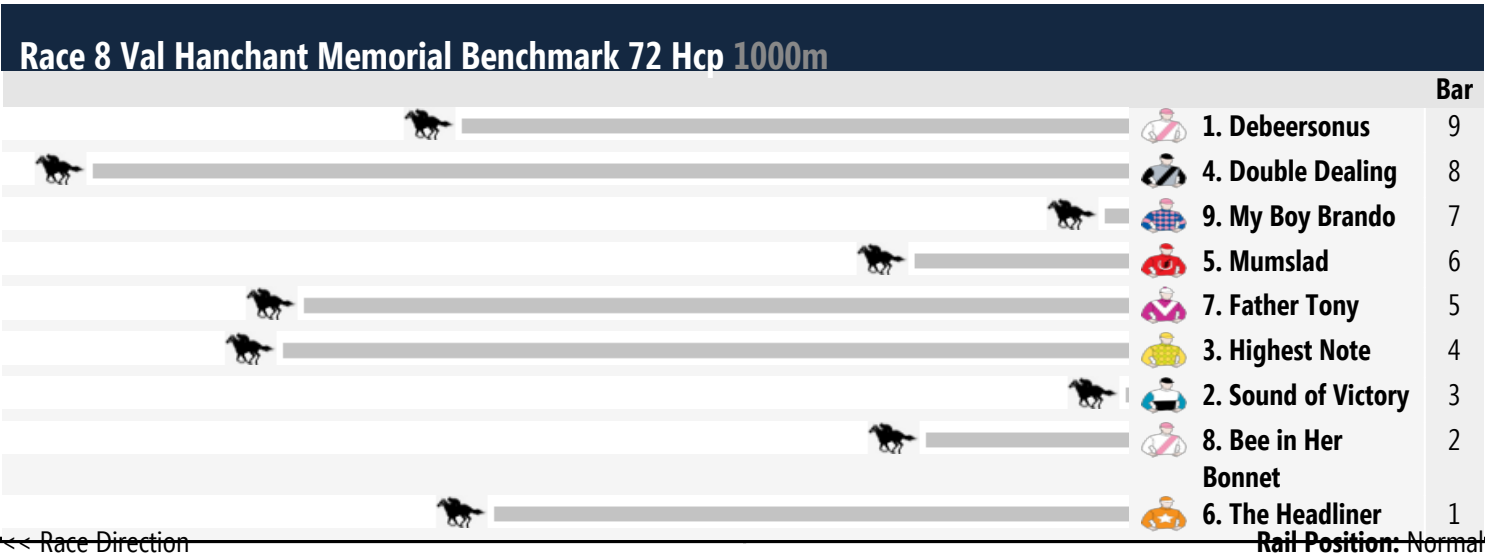 Race 8 Val Hanchant Memorial Benchmark 72 Hcp 1000m
Bar
1. Debeersonus 9
4. Double Dealing 8
9. My Boy Brando 7
5. Mumslad 6
7. Father Tony 5
3. Highest Note 4
2. Sound of Victory 3
8. Bee in Her 2
Bonnet
6. The Headliner 1
<< Race Direction Rail Position: Normal